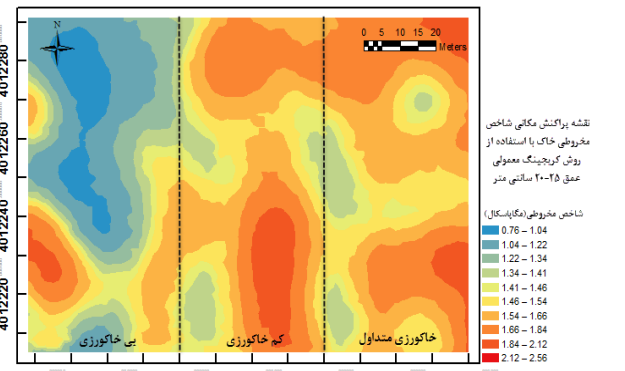 N
0 5 10 15 20
Meters
4012280
4012260
4012240
4012220
بی خاکورزی
کم خاکورزی
خاکورزی متداول
نقشه پراکنش مکانی شاخص
مخروطی خاک با استفاده از
روش کریجینگ معمولی
عمق ۲۵-۲۰ سانتی متر
شاخص مخروطی(مگاپاسکال)
0.76 – 1.04
1.04 – 1.22
1.22 – 1.34
1.34 – 1.41
1.41 – 1.46
1.46 – 1.54
1.54 – 1.66
1.66 – 1.84
1.84 – 2.12
2.12 – 2.56